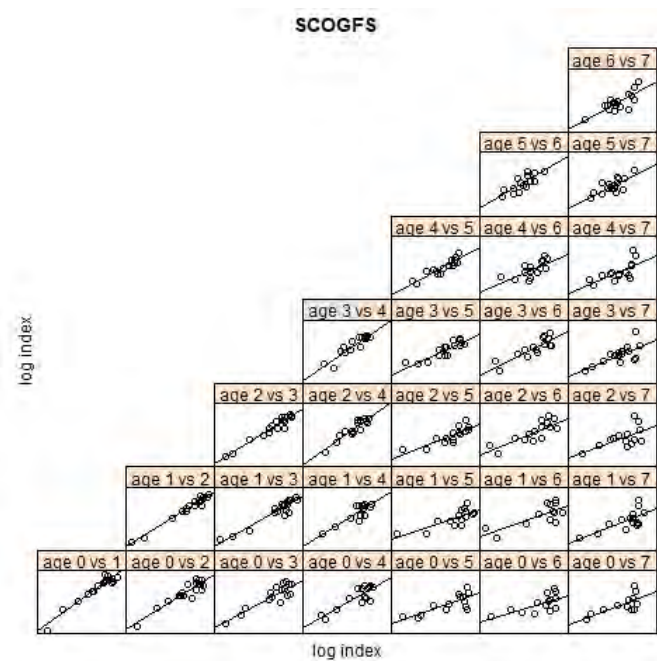 SCOGFS
age 6 vs 7
age 5 vs 6 age 5 vs 7
age 4 vs 5 age 4 vs 6 age 4 vs 7
age 3 vs 4 age 3 vs 5 age 3 vs 6 age 3 vs 7
log index
age 2 vs 3 age 2 vs 4 age 2 vs 5 age 2 vs 6 age 2 vs 7
age 1 vs 2 age 1 vs 3 age 1 vs 4 age 1 vs 5 age 1 vs 6 age 1 vs 7
age 0 vs 1 age 0 vs 2 age 0 vs 3 age 0 vs 4 age 0 vs 5 age 0 vs 6 age 0 vs 7
log index